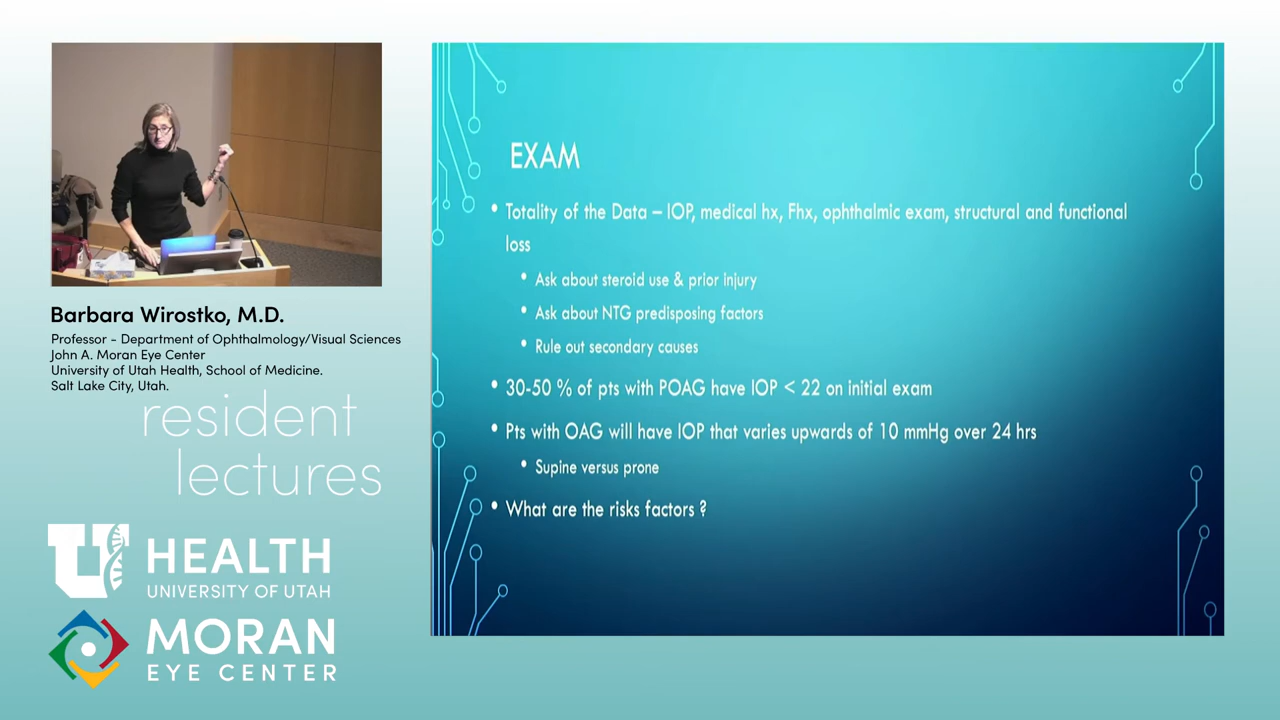 Barbara Wirostko, M.D.
Professor - Department of Ophthalmology/Visual Sciences
John A. Moran Eye Center
University of Utah Health, School of Medicine.
Salt Lake City, Utah.
resident
lectures
U
HEALTH
UNIVERSITY OF UTAH
MORAN
EYE CENTER
EXAM
• Totality of the Data – IOP, medical hx, Fhx, ophthalmic exam, structural and functional
loss
• Ask about steroid use & prior injury
• Ask about NTG predisposing factors
• Rule out secondary causes
• 30-50 % of pts with POAG have IOP < 22 on initial exam
• Pts with OAG will have IOP that varies upwards of 10 mmHg over 24 hrs
• Supine versus prone
• What are the risks factors ?